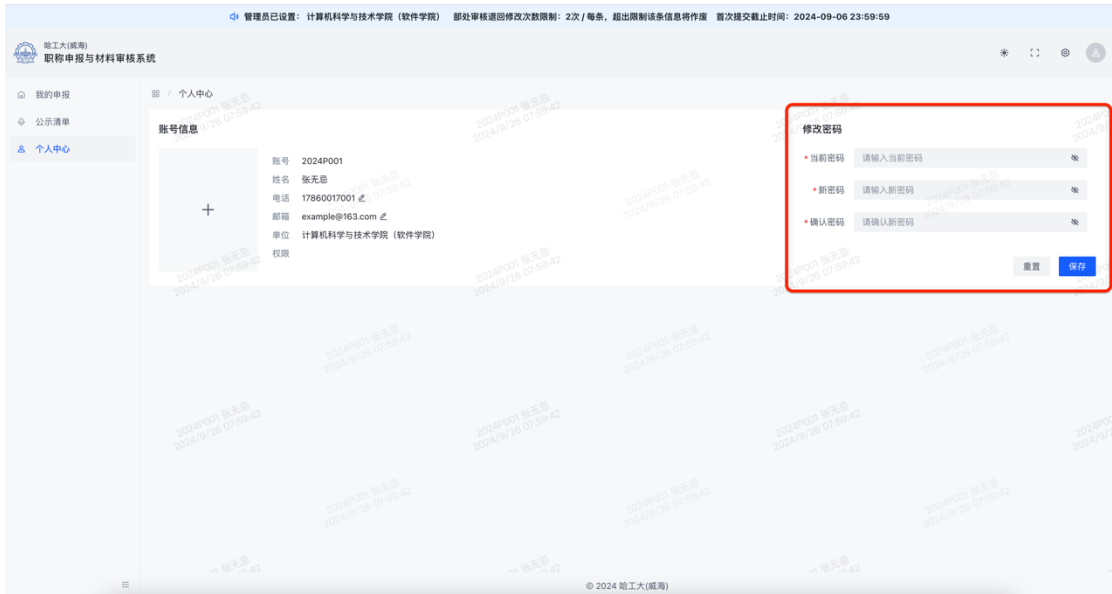 管理员已设置： 计算机科学与技术学院（软件学院） 部处审核退回修改次数限制：2次 / 每条，超出限制该条信息将作废 首次提交截止时间：2024-09-06 23:59:59
哈工大(威海)
职称申报与材料审核系统
我的申报
公示清单
个人中心
/ 个人中心
账号信息
账号 2024P001
姓名 张无忌
电话 17860017001
邮箱 example@163.com
单位 计算机科学与技术学院（软件学院）
权限
修改密码
* 当前密码 请输入当前密码
* 新密码 请输入新密码
* 确认密码 请确认新密码
重置 保存
2024P001 张无忌
2024/9/26 07:59:42
© 2024 哈工大(威海)